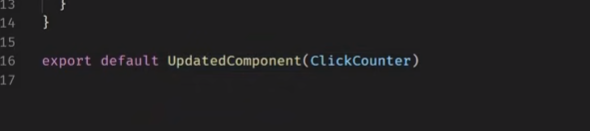 13 }
14 }
15
16 export default UpdatedComponent(ClickCounter)
17